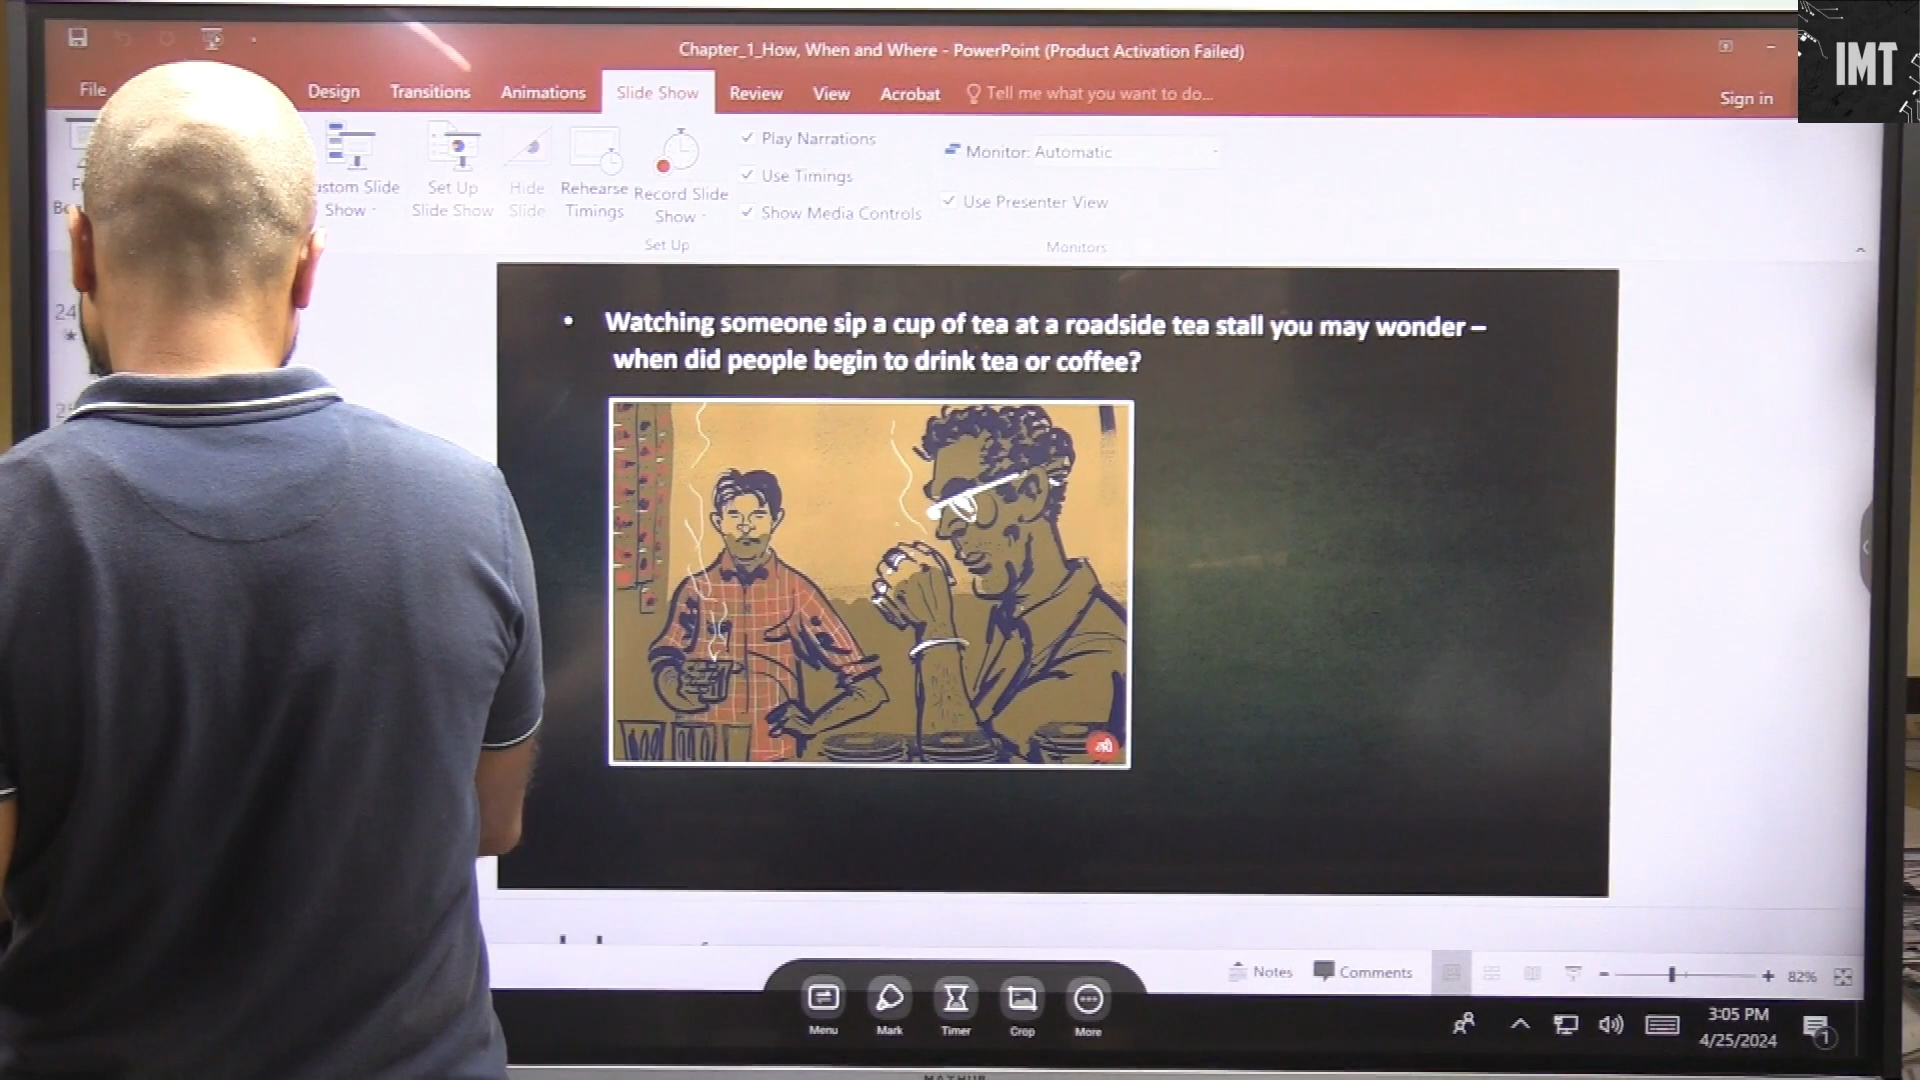 IMT
Chapter_1_How, When and Where - PowerPoint (Product Activation Failed)
File
Design
Transitions
Animations
Slide Show
Review
View
Acrobat
Tell me what you want to do...
Sign in
Show
Set Up
Slide Show
Hide
Slide
Rehearse
Timings
Record Slide
Show
Play Narrations
Use Timings
Show Media Controls
Set Up
Monitor: Automatic
Use Presenter View
Monitors
24
• Watching someone sip a cup of tea at a roadside tea stall you may wonder –
when did people begin to drink tea or coffee?
Notes
Comments
82%
Menu
Mark
Timer
Crop
More
3:05 PM
4/25/2024
1